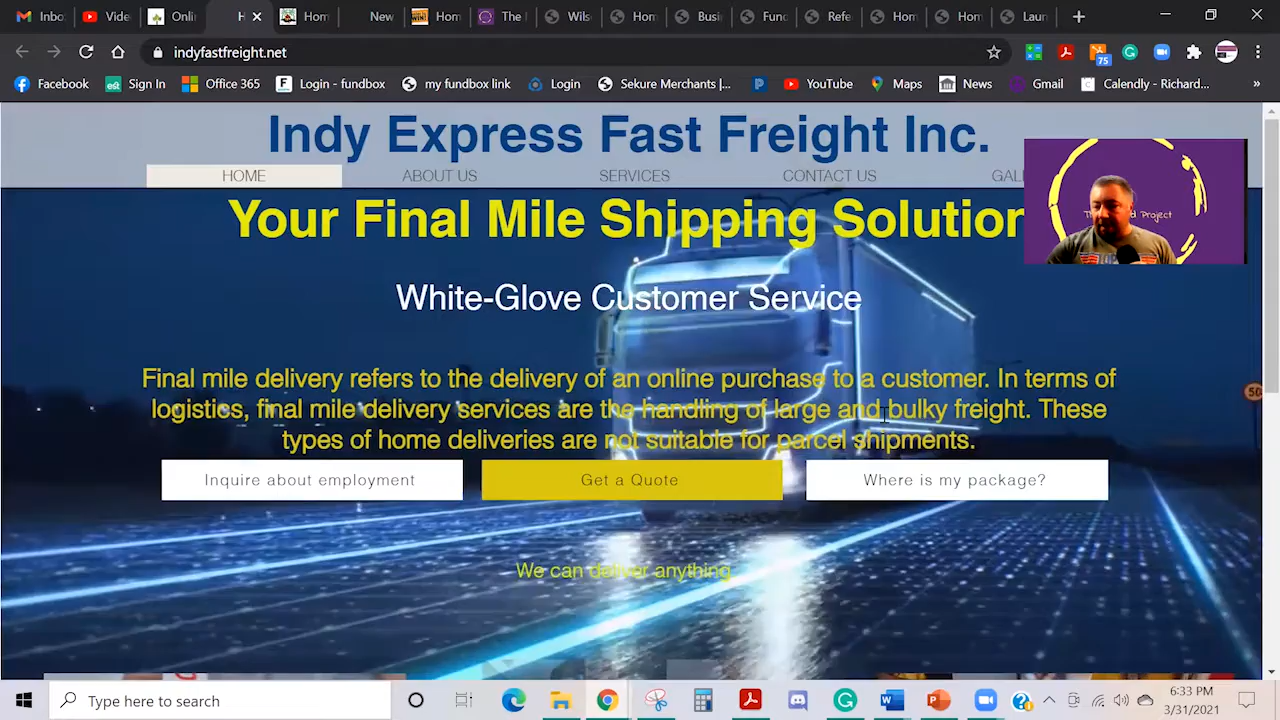 Inbo
Vide
Onli
H
Hom
New
Hom
The I
Wils
Hom
Busi
Fund
Refe
Hom
Hom
Laun
indyfastfreight.net
75
Facebook
est
Sign In
Office 365
Login - fundbox
my fundbox link
Login
Sekure Merchants |...
YouTube
Maps
News
Gmail
Calendly - Richard...
»
Indy Express Fast Freight Inc.
HOME
ABOUT US
SERVICES
CONTACT US
GAL
Your Final Mile Shipping Solution
White-Glove Customer Service
Final mile delivery refers to the delivery of an online purchase to a customer. In terms of
logistics, final mile delivery services are the handling of large and bulky freight. These
types of home deliveries are not suitable for parcel shipments.
Inquire about employment
Get a Quote
Where is my package?
We can deliver anything
50
Type here to search
6:33 PM
3/31/2021